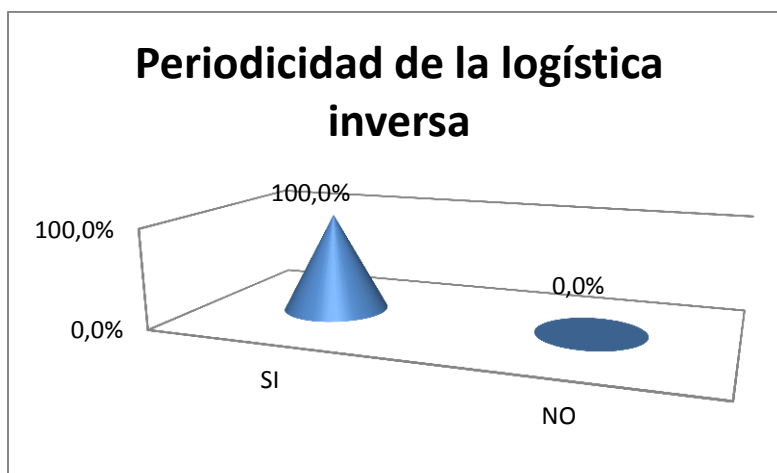 Periodicidad de la logística
inversa
100,0%
100,0%
0,0%
0,0%
SI
NO